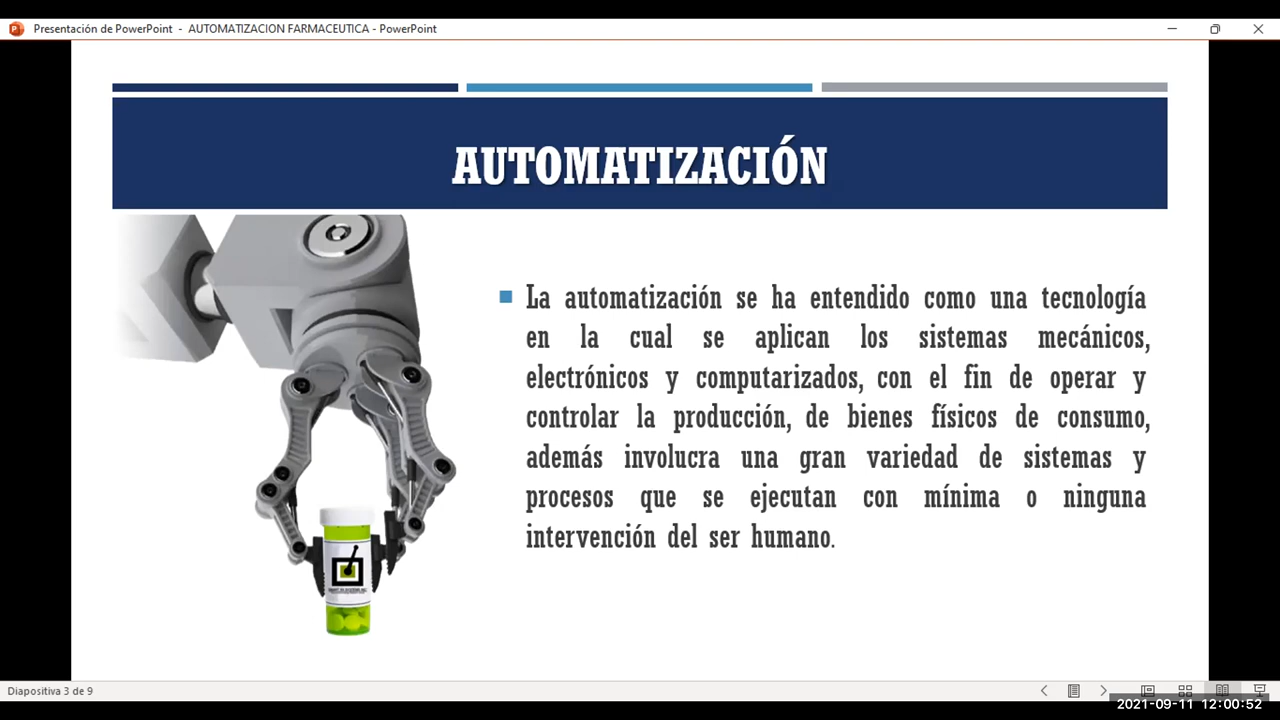 Presentación de PowerPoint - AUTOMATIZACION FARMACEUTICA - PowerPoint
AUTOMATIZACIÓN
La automatización se ha entendido como una tecnología
en la cual se aplican los sistemas mecánicos,
electrónicos y computarizados, con el fin de operar y
controlar la producción, de bienes físicos de consumo,
además involucra una gran variedad de sistemas y
procesos que se ejecutan con mínima o ninguna
intervención del ser humano.
Diapositiva 3 de 9
2021-09-11 12:00:52